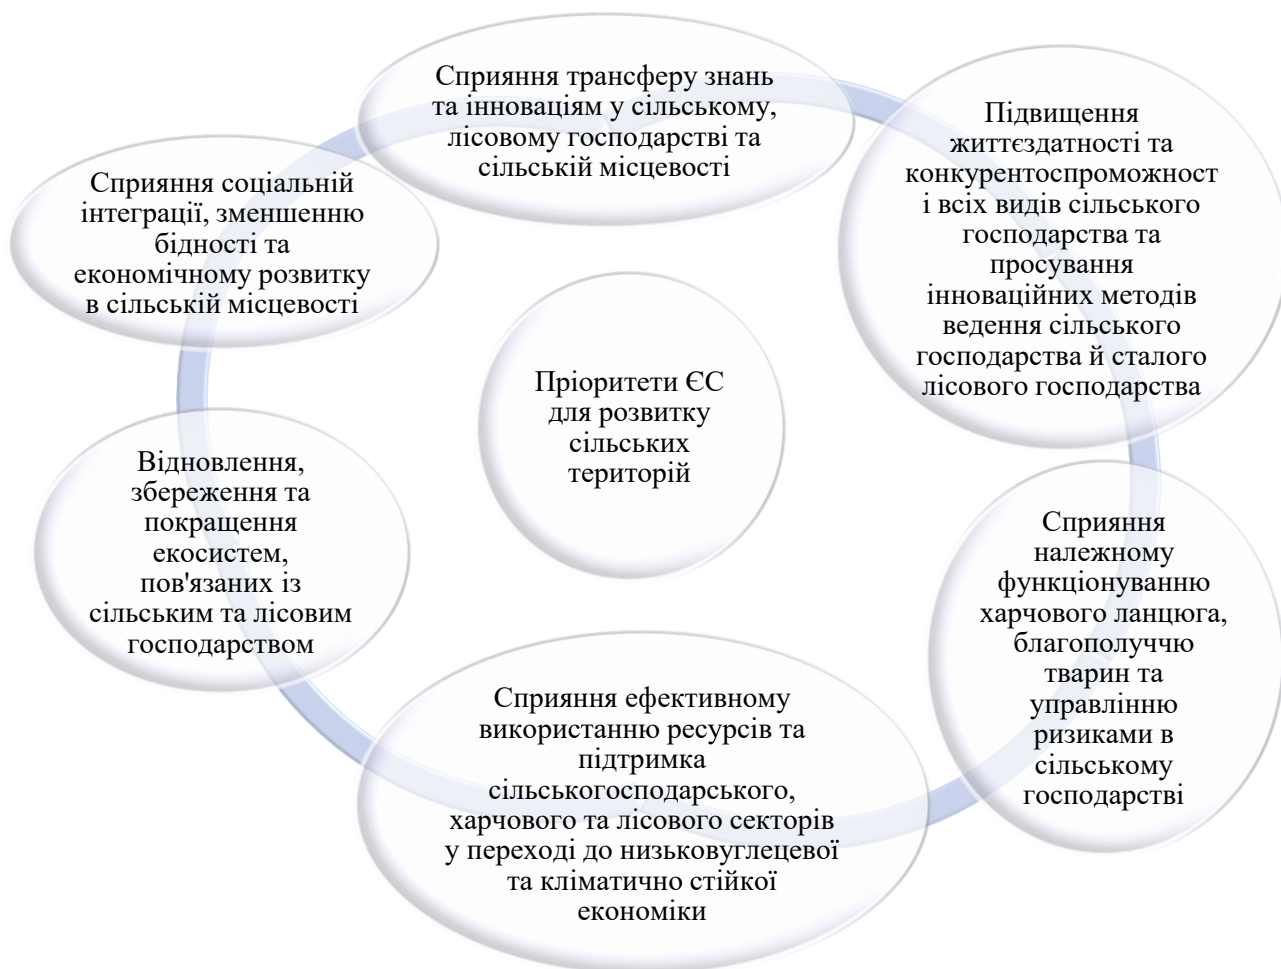 Сприяння трансферу знань
та інноваціям у сільському,
лісовому господарстві та
сільській місцевості
Підвищення
життєздатності та
конкурентоспроможност
і всіх видів сільського
господарства та
просування
інноваційних методів
ведення сільського
господарства й сталого
лісового господарства
Сприяння
належному
функціонуванню
харчового ланцюга,
благополуччю
тварин та
управлінню
ризиками в
сільському
господарстві
Сприяння ефективному
використанню ресурсів та
підтримка
сільськогосподарського,
харчового та лісового секторів
у переході до низьковуглецевої
та кліматично стійкої
економіки
Відновлення,
збереження та
покращення
екосистем,
пов'язаних із
сільським та лісовим
господарством
Сприяння соціальній
інтеграції, зменшенню
бідності та
економічному розвитку
в сільській місцевості
Пріоритети ЄС
для розвитку
сільських
територій